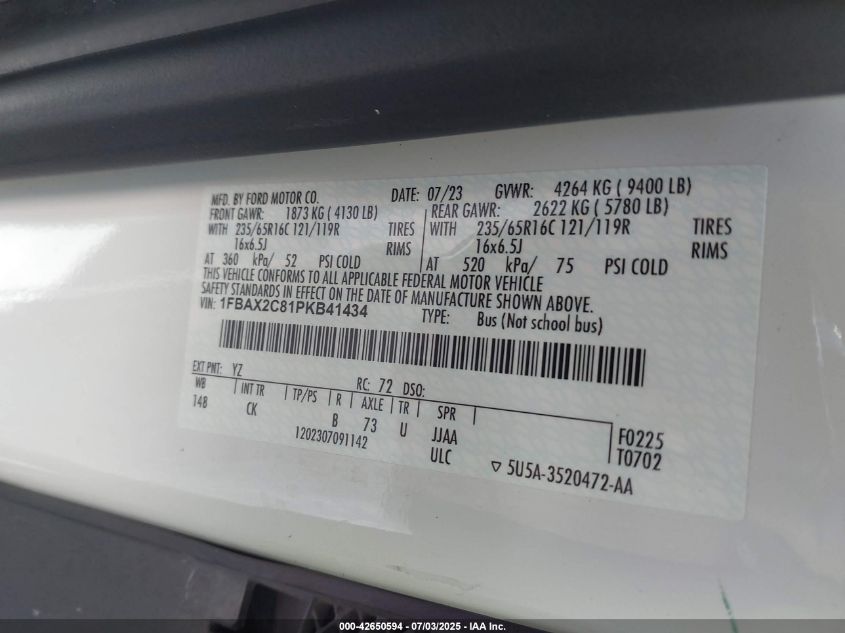 MFD. BY FORD MOTOR CO. DATE: 07/23 GVWR: 4264 KG ( 9400 LB)
FRONT GAWR: 1873 KG ( 4130 LB) REAR GAWR: 2622 KG ( 5780 LB)
WITH 235/65R16C 121/119R TIRES WITH 235/65R16C 121/119R TIRES
16x6.5J RIMS 16x6.5J RIMS
AT 360 kPa/ 52 PSI COLD AT 520 kPa/ 75 PSI COLD
THIS VEHICLE CONFORMS TO ALL APPLICABLE FEDERAL MOTOR VEHICLE
SAFETY STANDARDS IN EFFECT ON THE DATE OF MANUFACTURE SHOWN ABOVE.
VIN: 1FBAX2C81PKB41434 TYPE: Bus (Not school bus)
EXT PNT: YZ RC: 72 DSO:
WB INT TR TP/PS R AXLE TR SPR
148 CK B 73 U JJAA F0225
1202307091142 ULC T0702
5U5A-3520472-AA
000-42650594 - 07/03/2025 - IAA Inc.